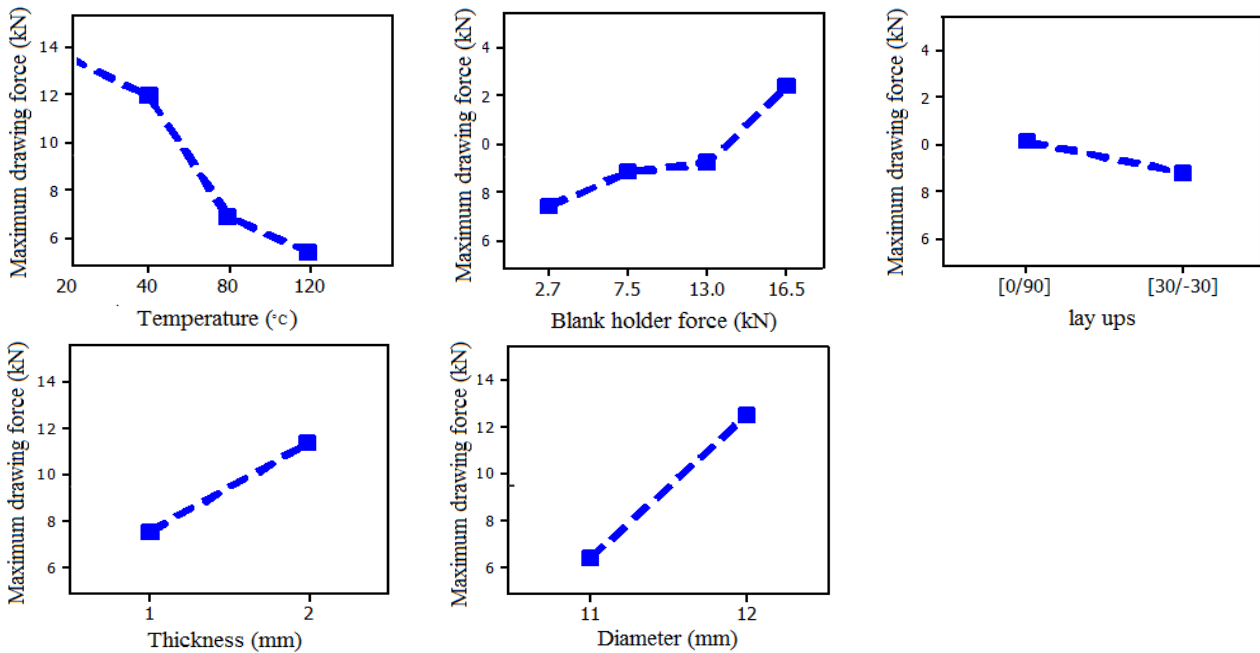 Maximum drawing force (kN)
14
12
10
8
6
20 40 80 120
Temperature (°C)
Maximum drawing force (kN)
4
2
0
8
6
2.7 7.5 13.0 16.5
Blank holder force (kN)
Maximum drawing force (kN)
4
2
0
8
6
[0/90] [30/-30]
lay ups
Maximum drawing force (kN)
14
12
10
8
6
1 2
Thickness (mm)
Maximum drawing force (kN)
14
12
10
8
6
11 12
Diameter (mm)